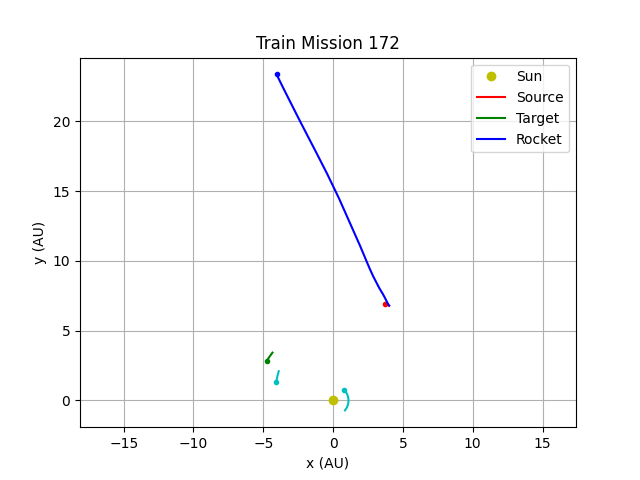 Train Mission 172
Sun
Source
Target
Rocket
20
15
10
5
0
y (AU)
−15
−10
−5
0
5
10
15
x (AU)